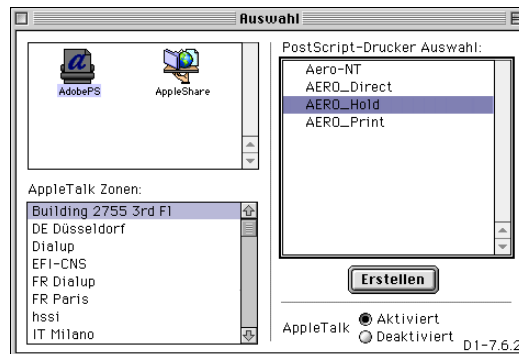 Auswahl
AdobePS
AppleShare
AppleTalk Zonen:
Building 2755 3rd Fl
DE Düsseldorf
Dialup
EFI-CNS
FR Dialup
FR Paris
hssi
IT Milano
PostScript-Drucker Auswahl:
Aero-NT
AERO_Direct
AERO_Hold
AERO_Print
Erstellen
AppleTalk
Aktiviert
Deaktiviert
D1-7.6.2